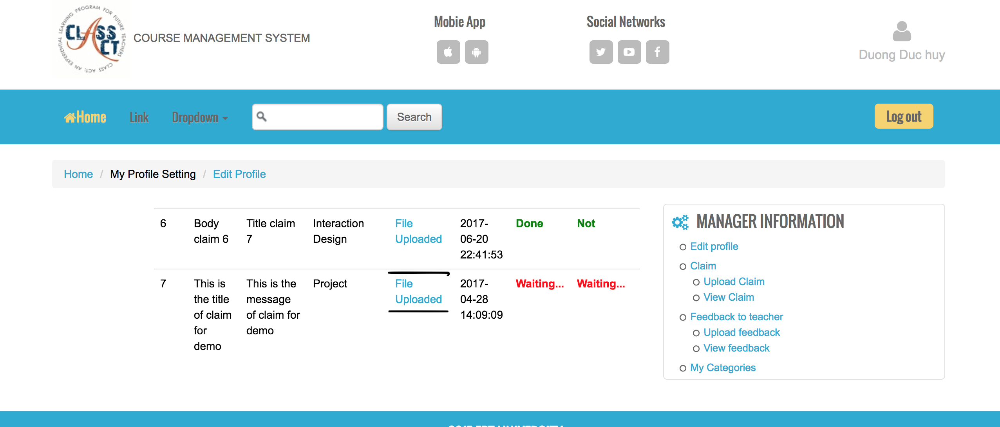 AN EXPERIENTIAL LEARNING PROGRAM FOR FUTURE TEACHERS
CLASS ACT:
CLASS
ACT
COURSE MANAGEMENT SYSTEM
Mobie App
Social Networks
Duong Duc huy
Home
Link
Dropdown
Search
Log out
Home / My Profile Setting / Edit Profile
6
Body
claim 6
Title claim
7
Interaction
Design
File
Uploaded
2017-
06-20
22:41:53
Done
Not
7
This is
the title
of claim
for
demo
This is the
message
of claim for
demo
Project
File
Uploaded
2017-
04-28
14:09:09
Waiting...
Waiting...
MANAGER INFORMATION
Edit profile
Claim
Upload Claim
View Claim
Feedback to teacher
Upload feedback
View feedback
My Categories